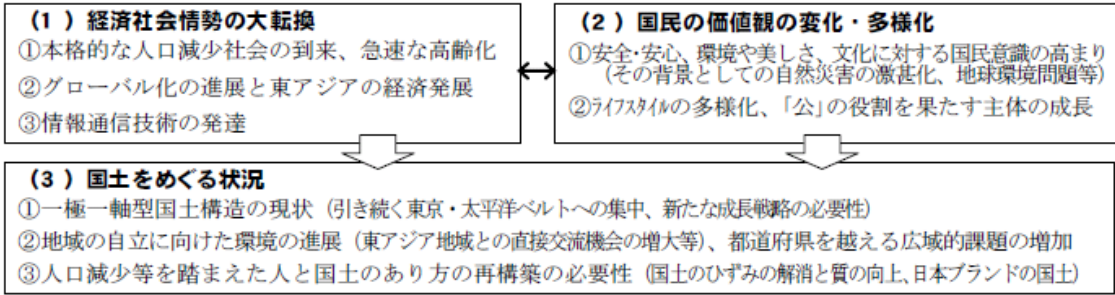 (1)経済社会情勢の大転換
①本格的な人口減少社会の到来、急速な高齢化
②グローバル化の進展と東アジアの経済発展
③情報通信技術の発達
(2)国民の価値観の変化・多様化
①安全・安心、環境や美しさ、文化に対する国民意識の高まり
(その背景としての自然災害の激甚化、地球環境問題等)
②ライフスタイルの多様化、「公」の役割を果たす主体の成長
(3)国土をめぐる状況
①一極一軸型国土構造の現状(引き続く東京・太平洋ベルトへの集中、新たな成長戦略の必要性)
②地域の自立に向けた環境の進展(東アジア地域との直接交流機会の増大等)、都道府県を越える広域的課題の増加
③人口減少等を踏まえた人と国土のあり方の再構築の必要性(国土のひずみの解消と質の向上、日本ブランドの国土)